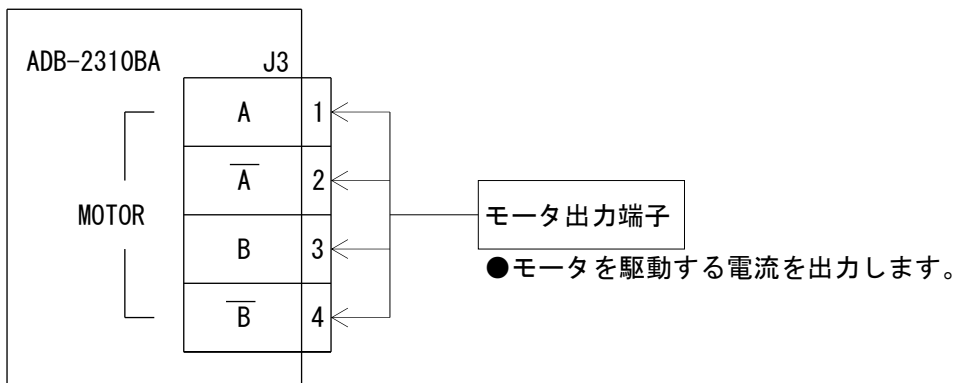 ADB-2310BA J3
A 1
A̅ 2
MOTOR
B 3
B̅ 4
モータ出力端子
●モータを駆動する電流を出力します。